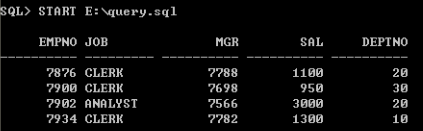 SQL> START E:\query.sql
EMPNO JOB MGR SAL DEPTNO
---------- --------- ---------- ---------- ----------
7876 CLERK 7788 1100 20
7900 CLERK 7698 950 30
7902 ANALYST 7566 3000 20
7934 CLERK 7782 1300 10